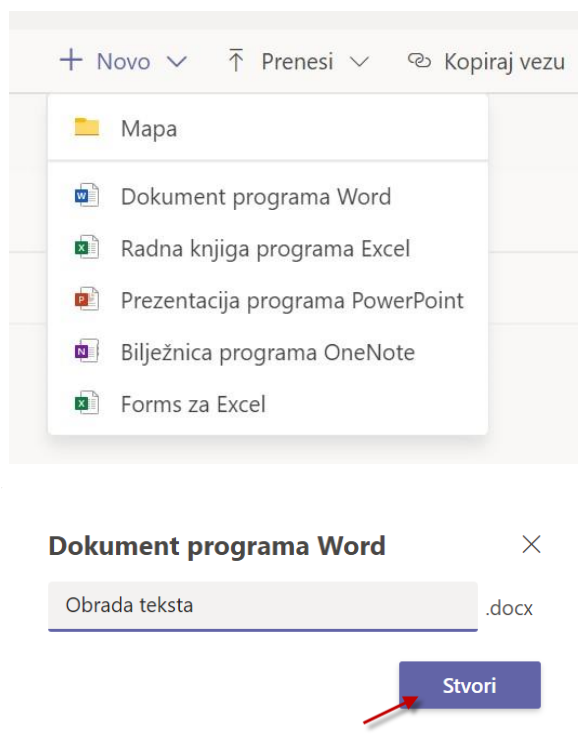 Novo Prenesi Kopiraj vezu
Mapa
Dokument programa Word
Radna knjiga programa Excel
Prezentacija programa PowerPoint
Bilježnica programa OneNote
Forms za Excel
Dokument programa Word
Obrada teksta .docx
Stvori